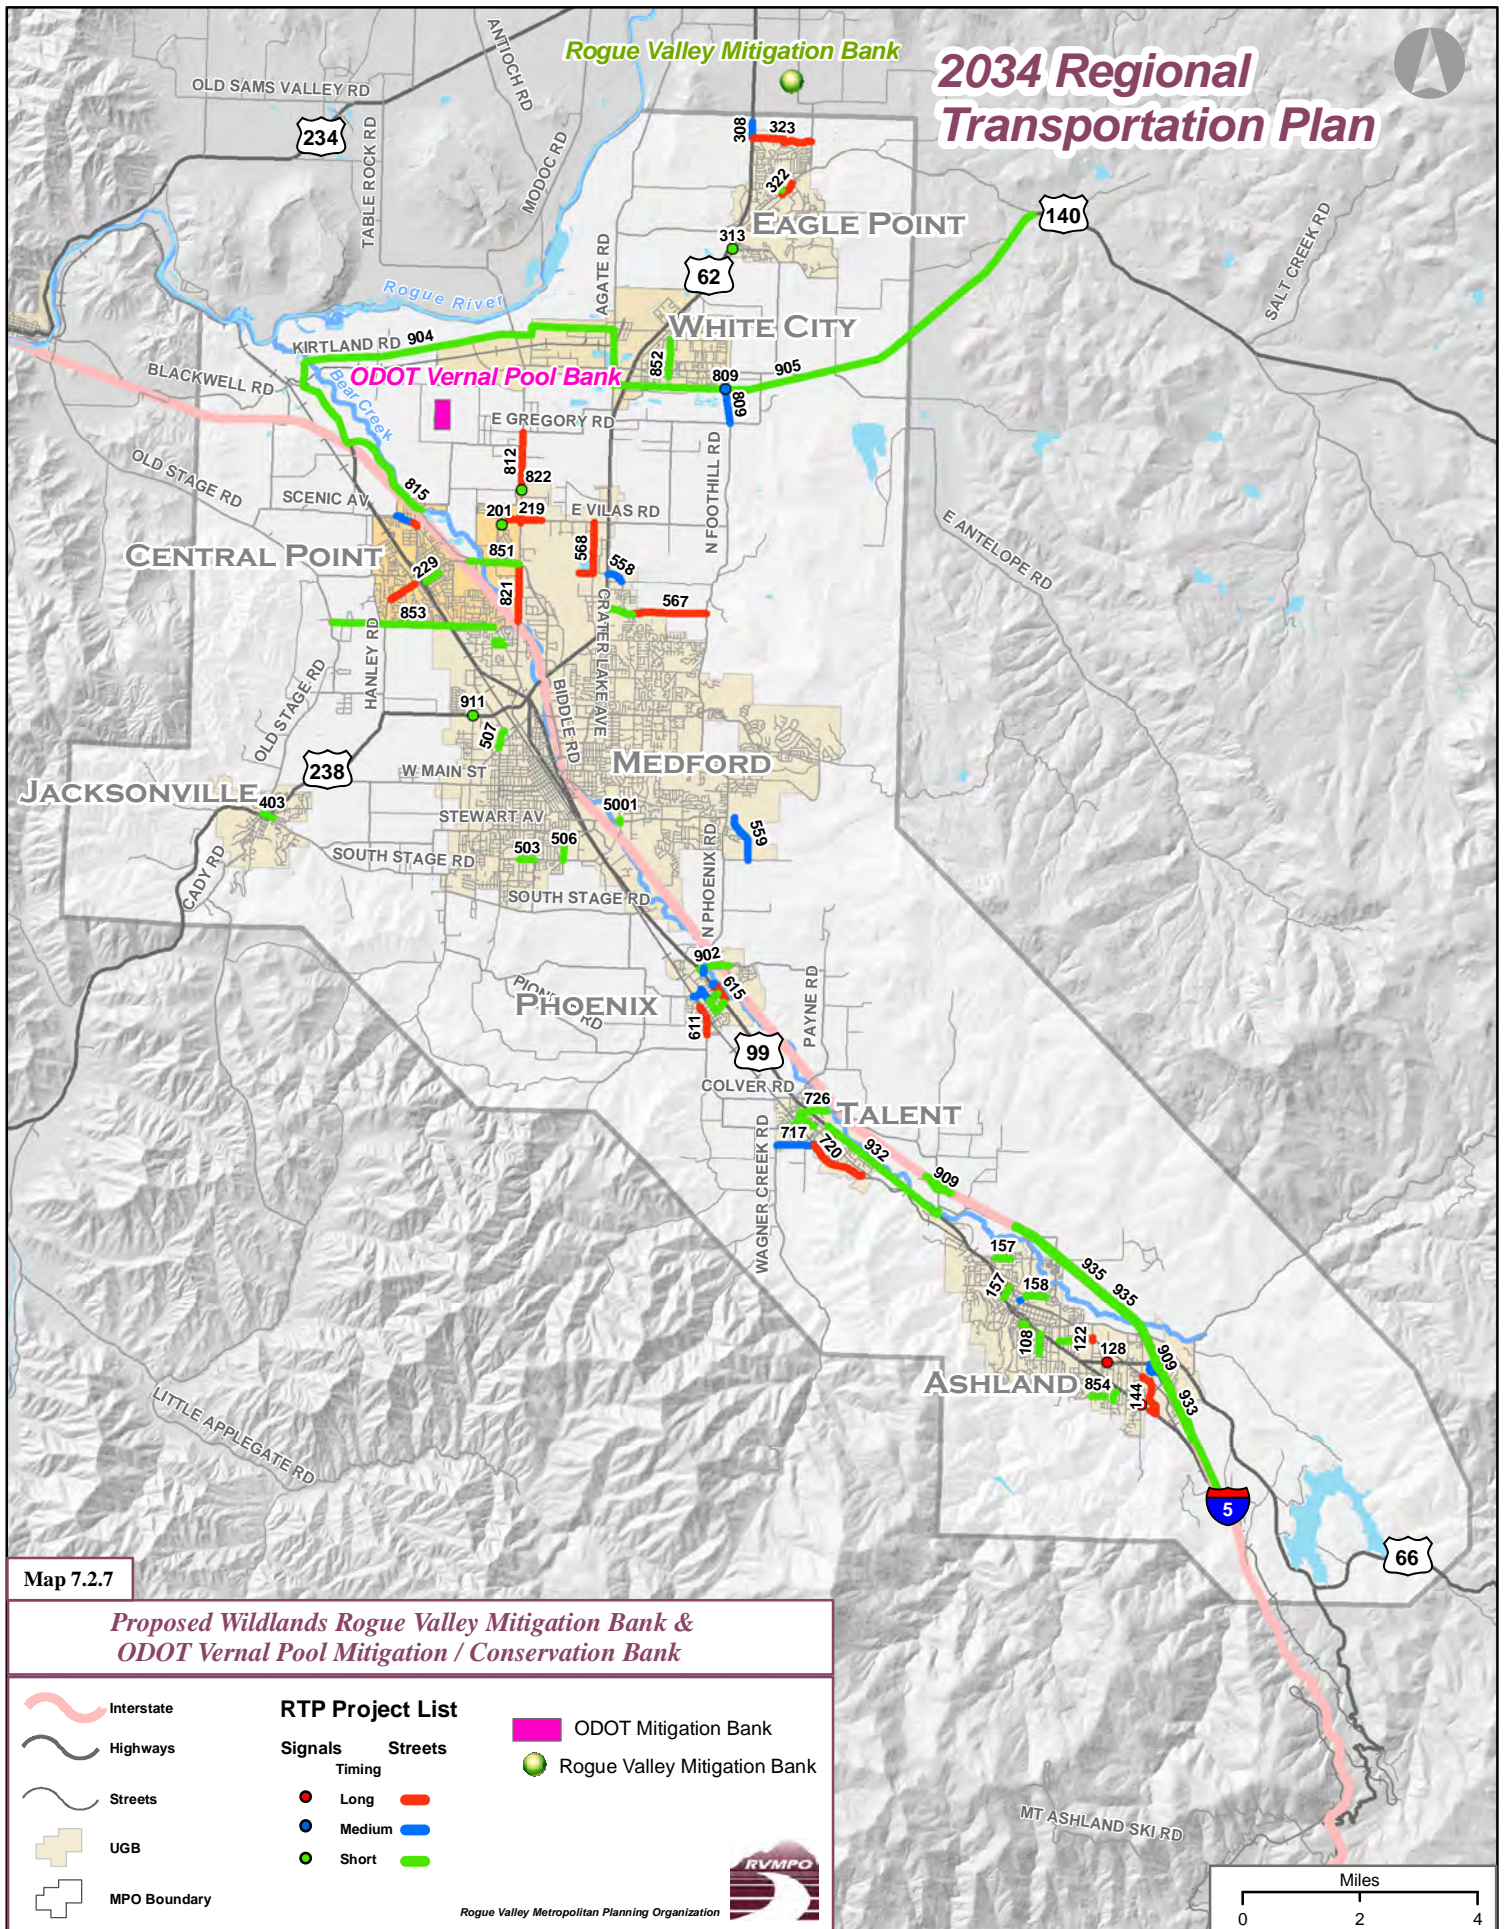 Rogue Valley Mitigation Bank
2034 Regional
Transportation Plan
OLD SAMS VALLEY RD
ANTIOCH RD
234
TABLE ROCK RD
MODOC RD
308
323
322
EAGLE POINT
140
SALT CREEK RD
313
62
AGATE RD
Rogue River
WHITE CITY
KIRTLAND RD
904
852
BLACKWELL RD
ODOT Vernal Pool Bank
809
905
809
Bear Creek
E GREGORY RD
812
822
N FOOTHILL RD
OLD STAGE RD
SCENIC AV
815
201
219
E VILAS RD
E ANTELOPE RD
CENTRAL POINT
851
568
558
229
821
CRATER LAKE AVE
567
853
HANLEY RD
OLD STAGE RD
911
507
BIDDLE RD
238
W MAIN ST
MEDFORD
JACKSONVILLE
403
STEWART AV
5001
559
503
506
SOUTH STAGE RD
CADY RD
SOUTH STAGE RD
N PHOENIX RD
902
615
PHOENIX
611
PAYNE RD
99
COLVER RD
726
TALENT
717
720
932
WAGNER CREEK RD
909
157
935
157
158
935
108
122
128
909
ASHLAND
854
144
933
LITTLE APPLEGATE RD
5
66
MT ASHLAND SKI RD
Map 7.2.7
Proposed Wildlands Rogue Valley Mitigation Bank &
ODOT Vernal Pool Mitigation / Conservation Bank
Interstate
Highways
Streets
UGB
MPO Boundary
RTP Project List
Signals Streets
Timing
Long
Medium
Short
ODOT Mitigation Bank
Rogue Valley Mitigation Bank
RVMPO
Rogue Valley Metropolitan Planning Organization
Miles
0 2 4